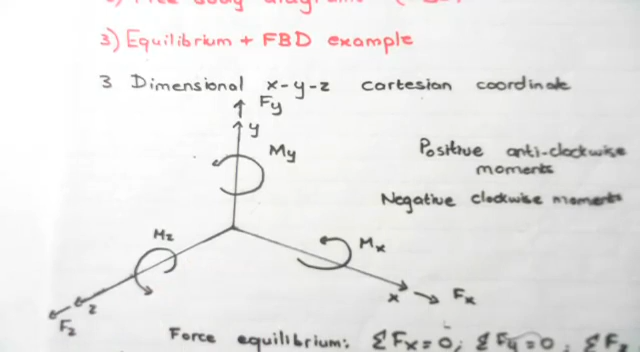 3) Equilibrium + FBD example
3 Dimensional x-y-z cartesian coordinate
Fy
y
My
Positive anti-clockwise
moments
Negative clockwise moments
Mz
Mx
z
Fz
x
Fx
Force equilibrium: ΣFx=0; ΣFy=0; ΣFz